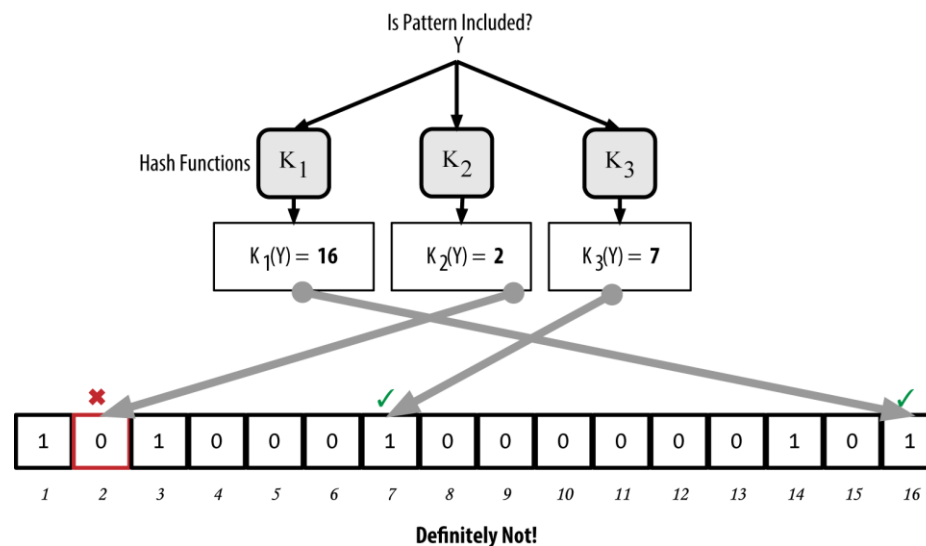 Is Pattern Included?
Y
Hash Functions K1 K2 K3
K1(Y) = 16 K2(Y) = 2 K3(Y) = 7
✖ ✓ ✓
1 0 1 0 0 0 1 0 0 0 0 0 0 1 0 1
1 2 3 4 5 6 7 8 9 10 11 12 13 14 15 16
Definitely Not!